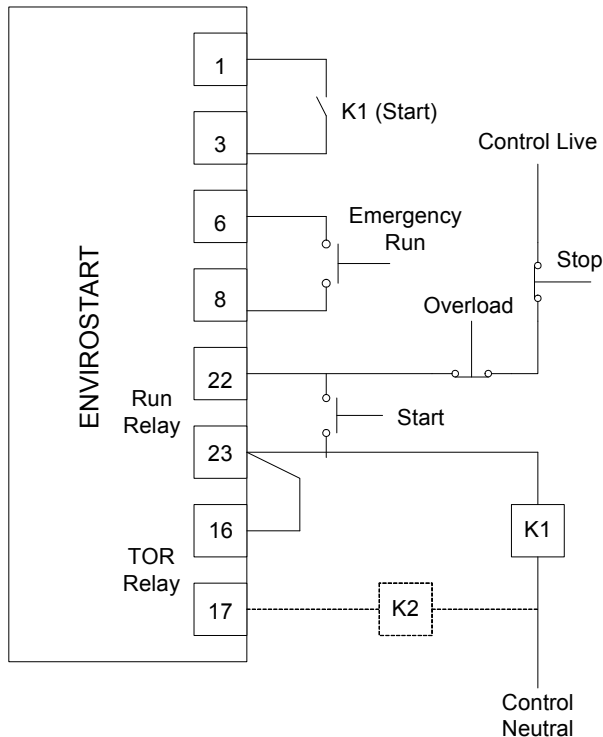 ENVIROSTART
1
3
K1 (Start)
6
8
Emergency
Run
Control Live
Stop
Overload
22
Run
Relay
Start
23
16
K1
TOR
Relay
17
K2
Control
Neutral